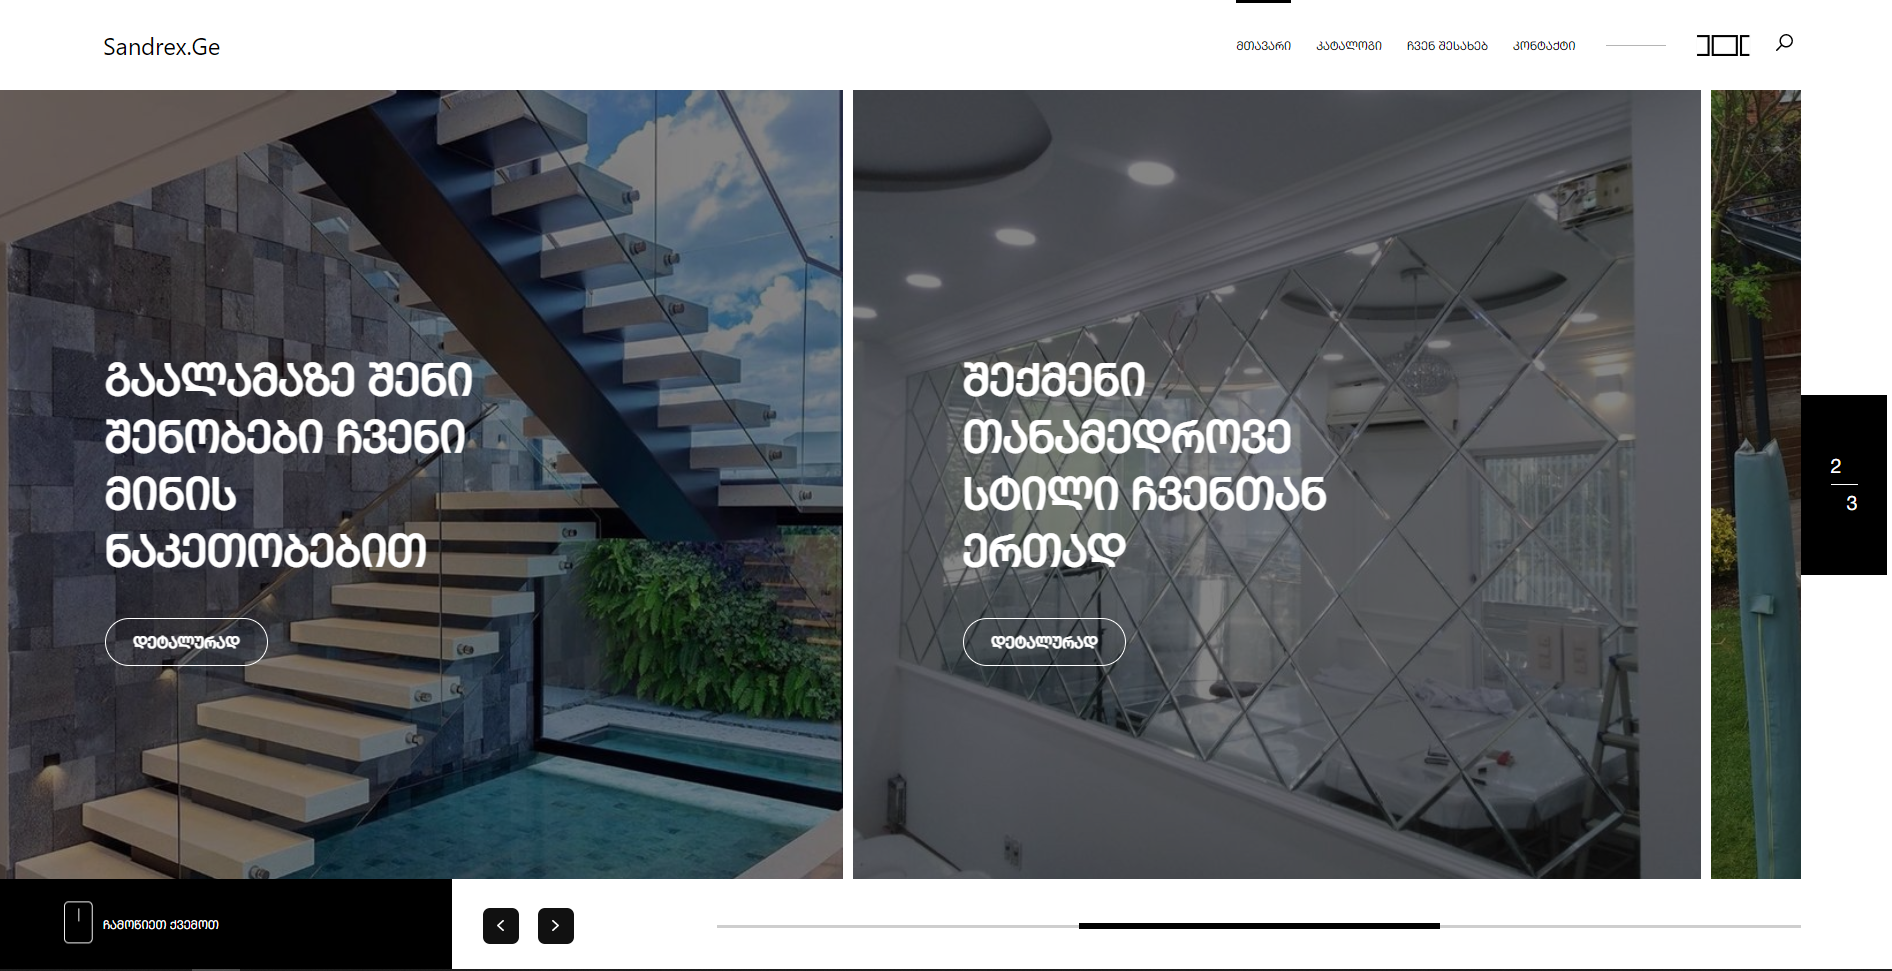 Sandrex.Ge
მთავარი
კატალოგი
ჩვენ შესახებ
კონტაქტი
გაალამაზე შენი
შენობები ჩვენი
მინის
ნაკეთობებით
დეტალურად
შექმენი
თანამედროვე
სტილი ჩვენთან
ერთად
დეტალურად
2
3
ჩამოწიეთ ქვემოთ